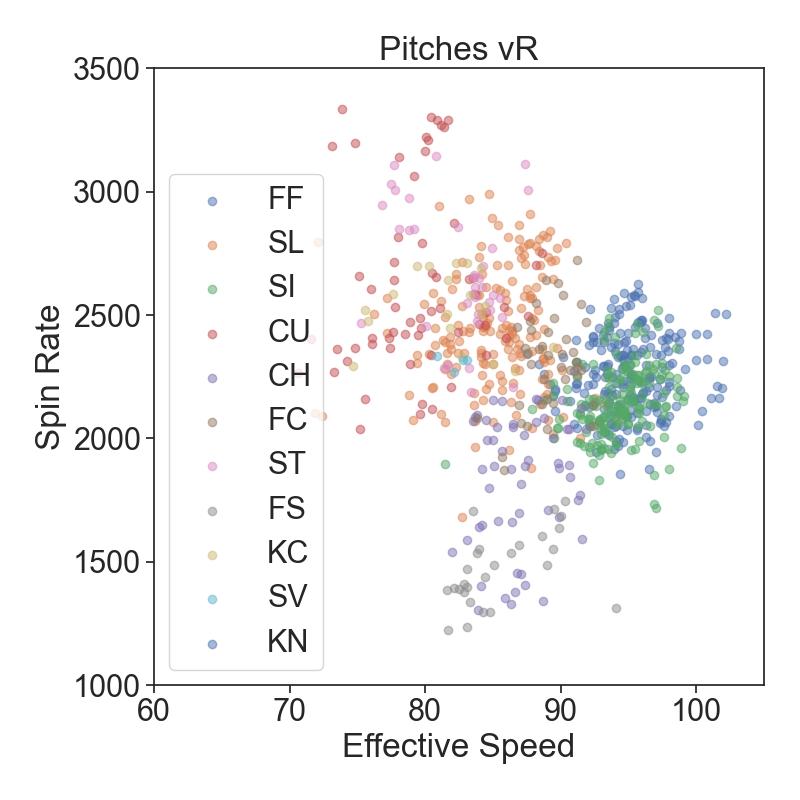 Pitches vR
3500
3000
2500
2000
1500
1000
Spin Rate
FF
SL
SI
CU
CH
FC
ST
FS
KC
SV
KN
60 70 80 90 100
Effective Speed